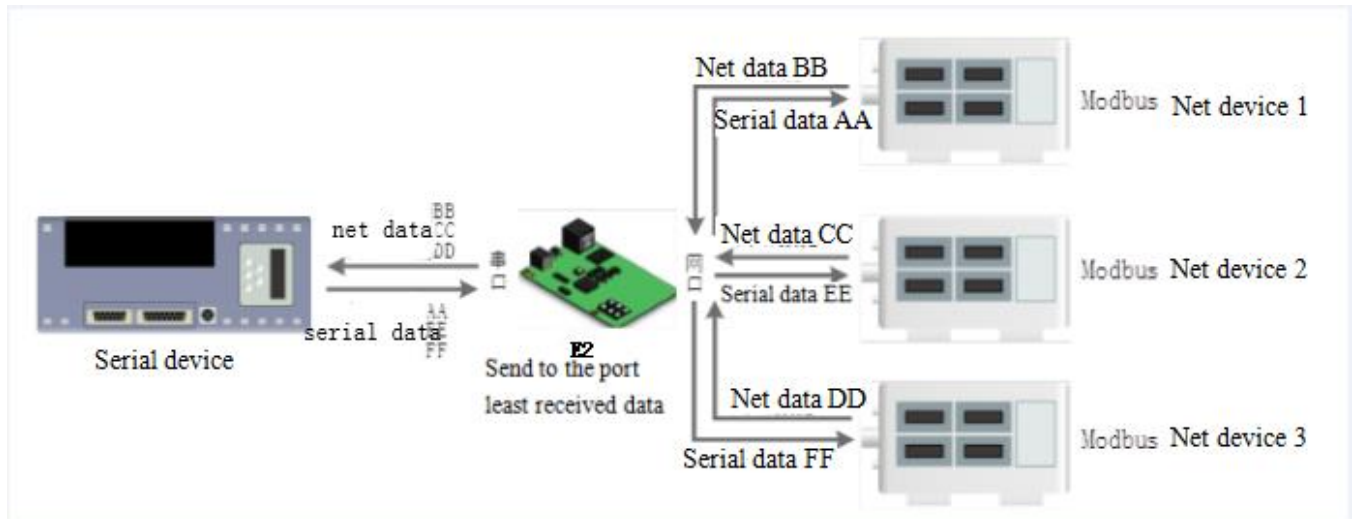 Net data BB
Serial data AA
Modbus Net device 1
BB
net data CC
DD
串口
网口
Net data CC
Serial data EE
Modbus Net device 2
AA
serial data
FF
Serial device
E2
Send to the port
least received data
Net data DD
Serial data FF
Modbus Net device 3